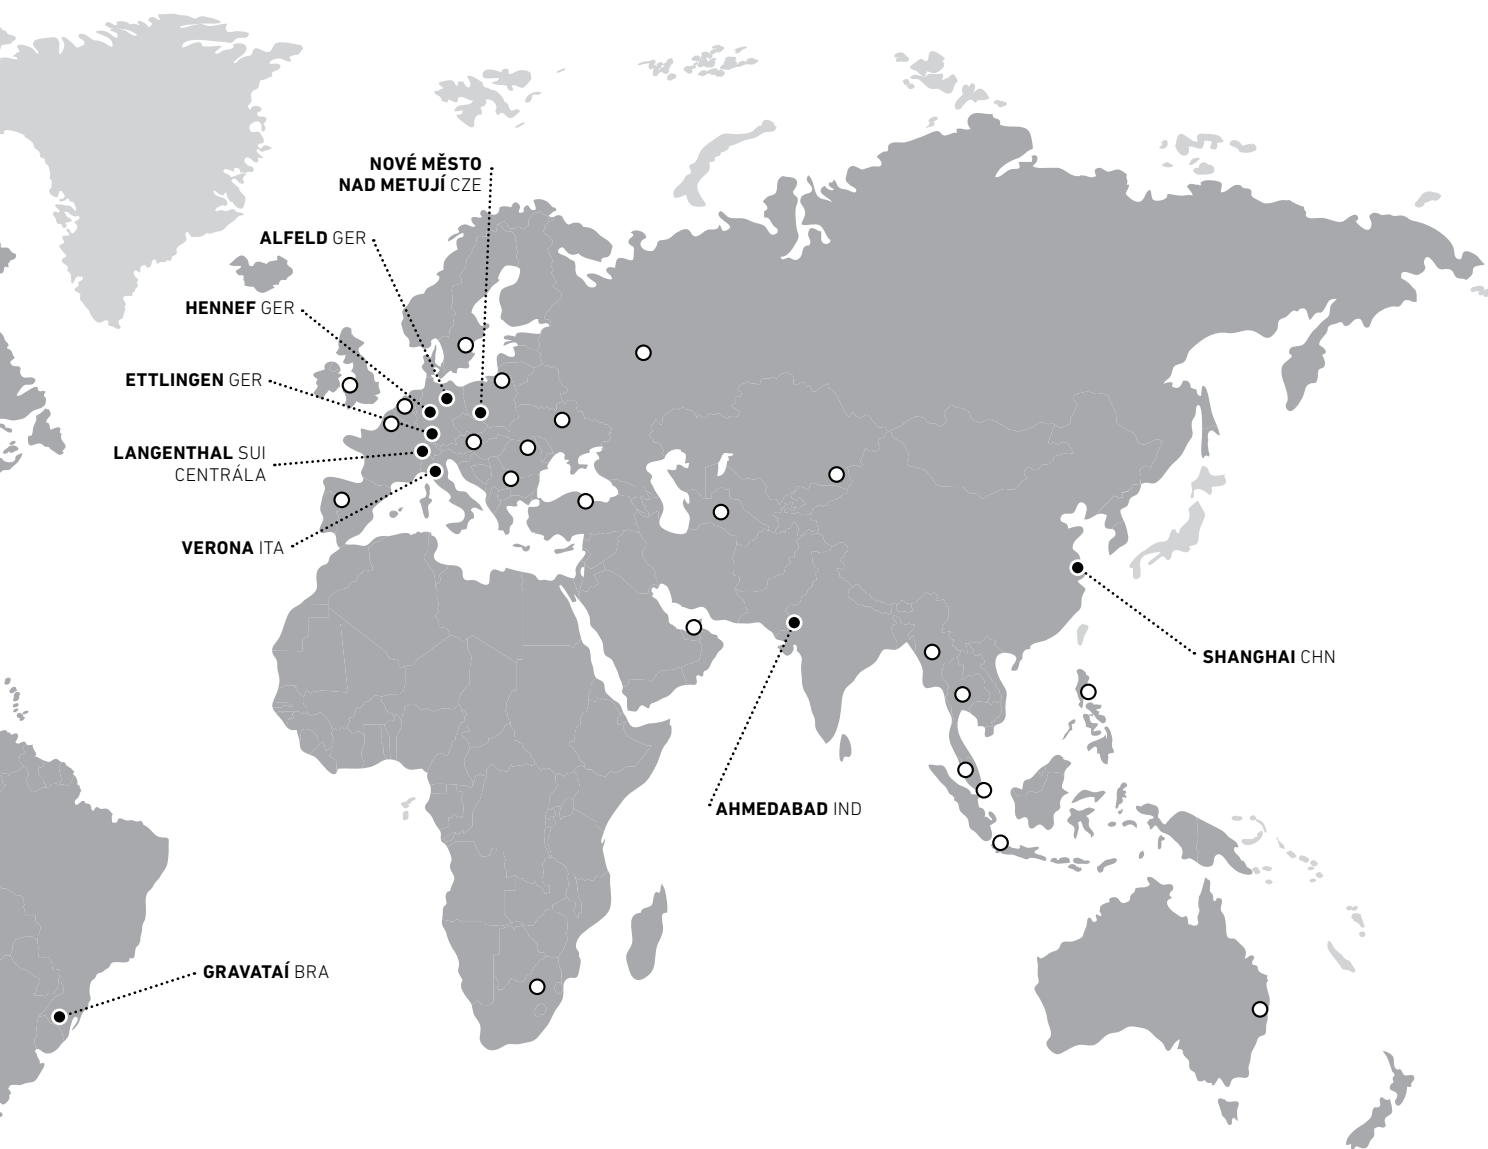 NOVÉ MĚSTO
NAD METUJÍ CZE
ALFELD GER
HENNEF GER
ETTLINGEN GER
LANGENTHAL SUI
CENTRÁLA
VERONA ITA
SHANGHAI CHN
AHMEDABAD IND
GRAVATAÍ BRA